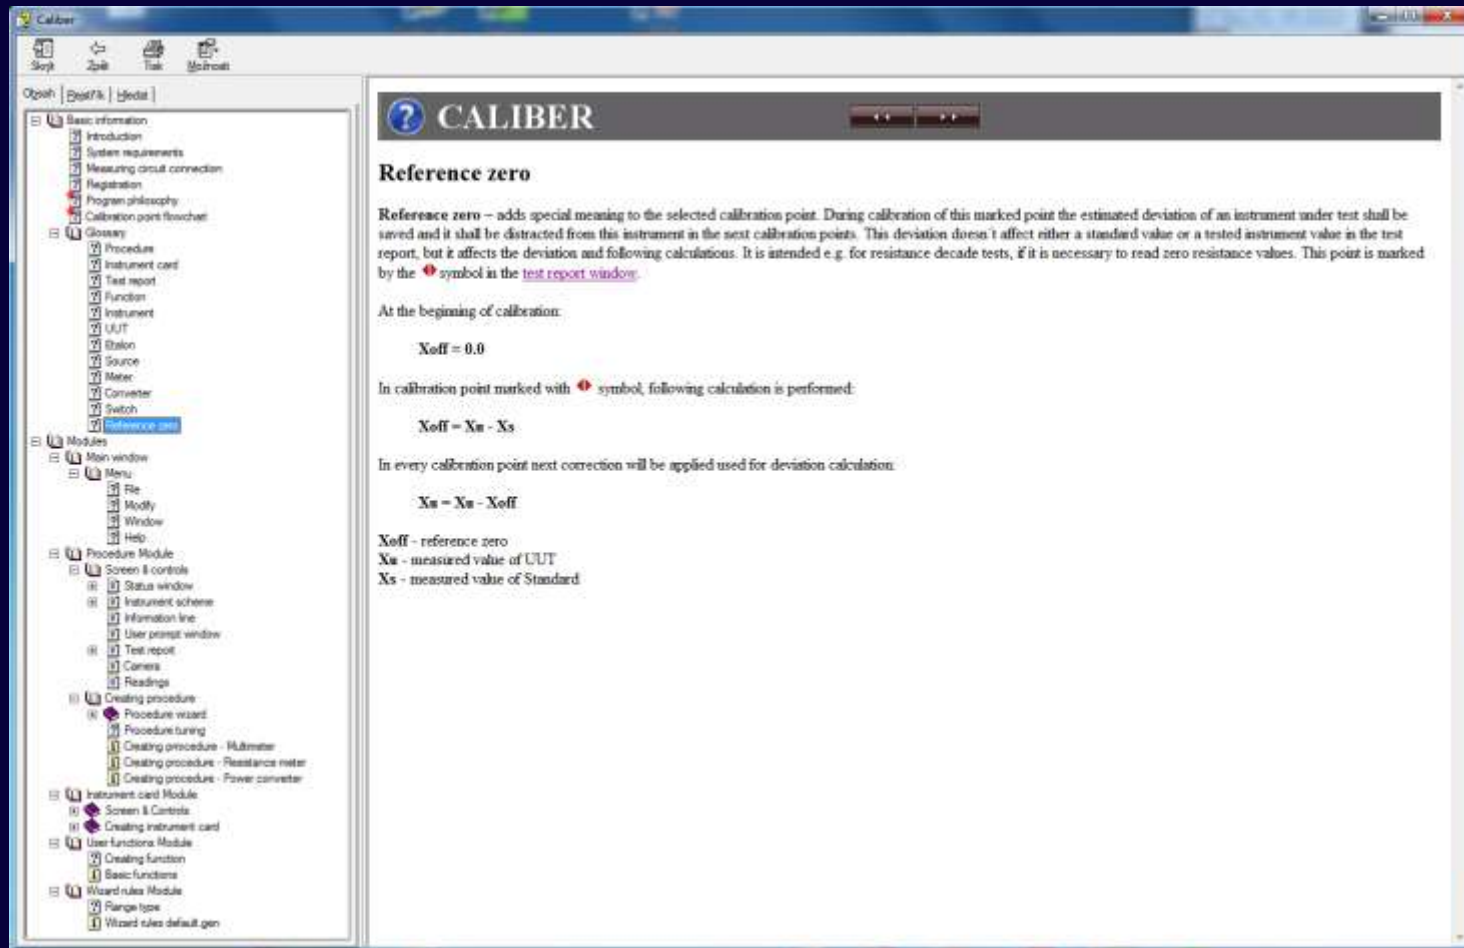 Caliber
Skrýt Zpět Tisk Možnosti
Obsah Rejstřík Hledat
Basic information
Introduction
System requirements
Measuring circuit connection
Registration
Program philosophy
Calibration point flowchart
Glossary
Procedure
Instrument card
Test report
Function
Instrument
UUT
Etalon
Source
Meter
Converter
Switch
Reference zero
Modules
Main window
Menu
File
Modify
Window
Help
Procedure Module
Screen & controls
Status window
Instrument scheme
Information line
User prompt window
Test report
Camera
Readings
Creating procedure
Procedure wizard
Procedure tuning
Creating procedure - Multimeter
Creating procedure - Resistance meter
Creating procedure - Power converter
Instrument card Module
Screen & Controls
Creating instrument card
User functions Module
Creating function
Basic functions
Wizard rules Module
Range type
Wizard rules default.gen
CALIBER
Reference zero
Reference zero – adds special meaning to the selected calibration point. During calibration of this marked point the estimated deviation of an instrument under test shall be
saved and it shall be distracted from this instrument in the next calibration points. This deviation doesn´t affect either a standard value or a tested instrument value in the test
report, but it affects the deviation and following calculations. It is intended e.g. for resistance decade tests, if it is necessary to read zero resistance values. This point is marked
by the symbol in the test report window.
At the beginning of calibration:
Xoff = 0.0
In calibration point marked with symbol, following calculation is performed:
Xoff = Xu - Xs
In every calibration point next correction will be applied used for deviation calculation:
Xu = Xu - Xoff
Xoff - reference zero
Xu - measured value of UUT
Xs - measured value of Standard